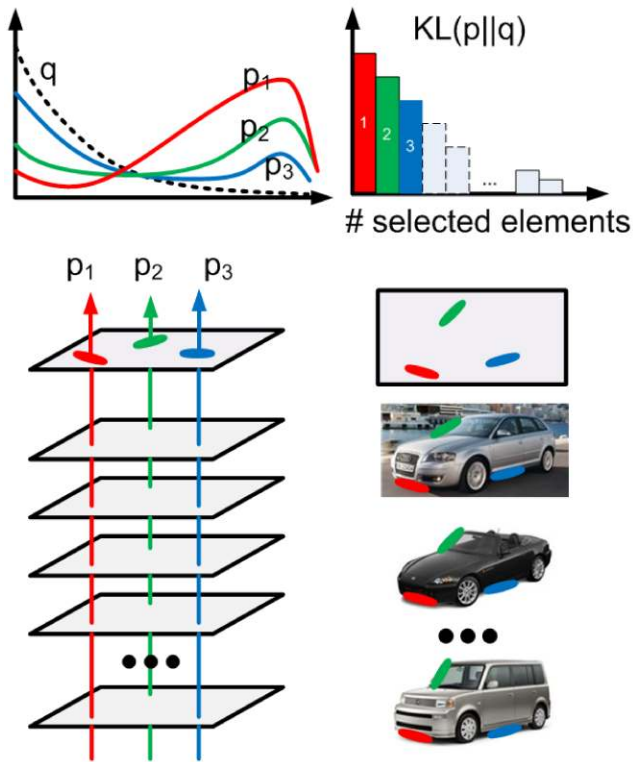 q
p1
p2
p3
KL(p||q)
1
2
3
...
# selected elements
p1
p2
p3